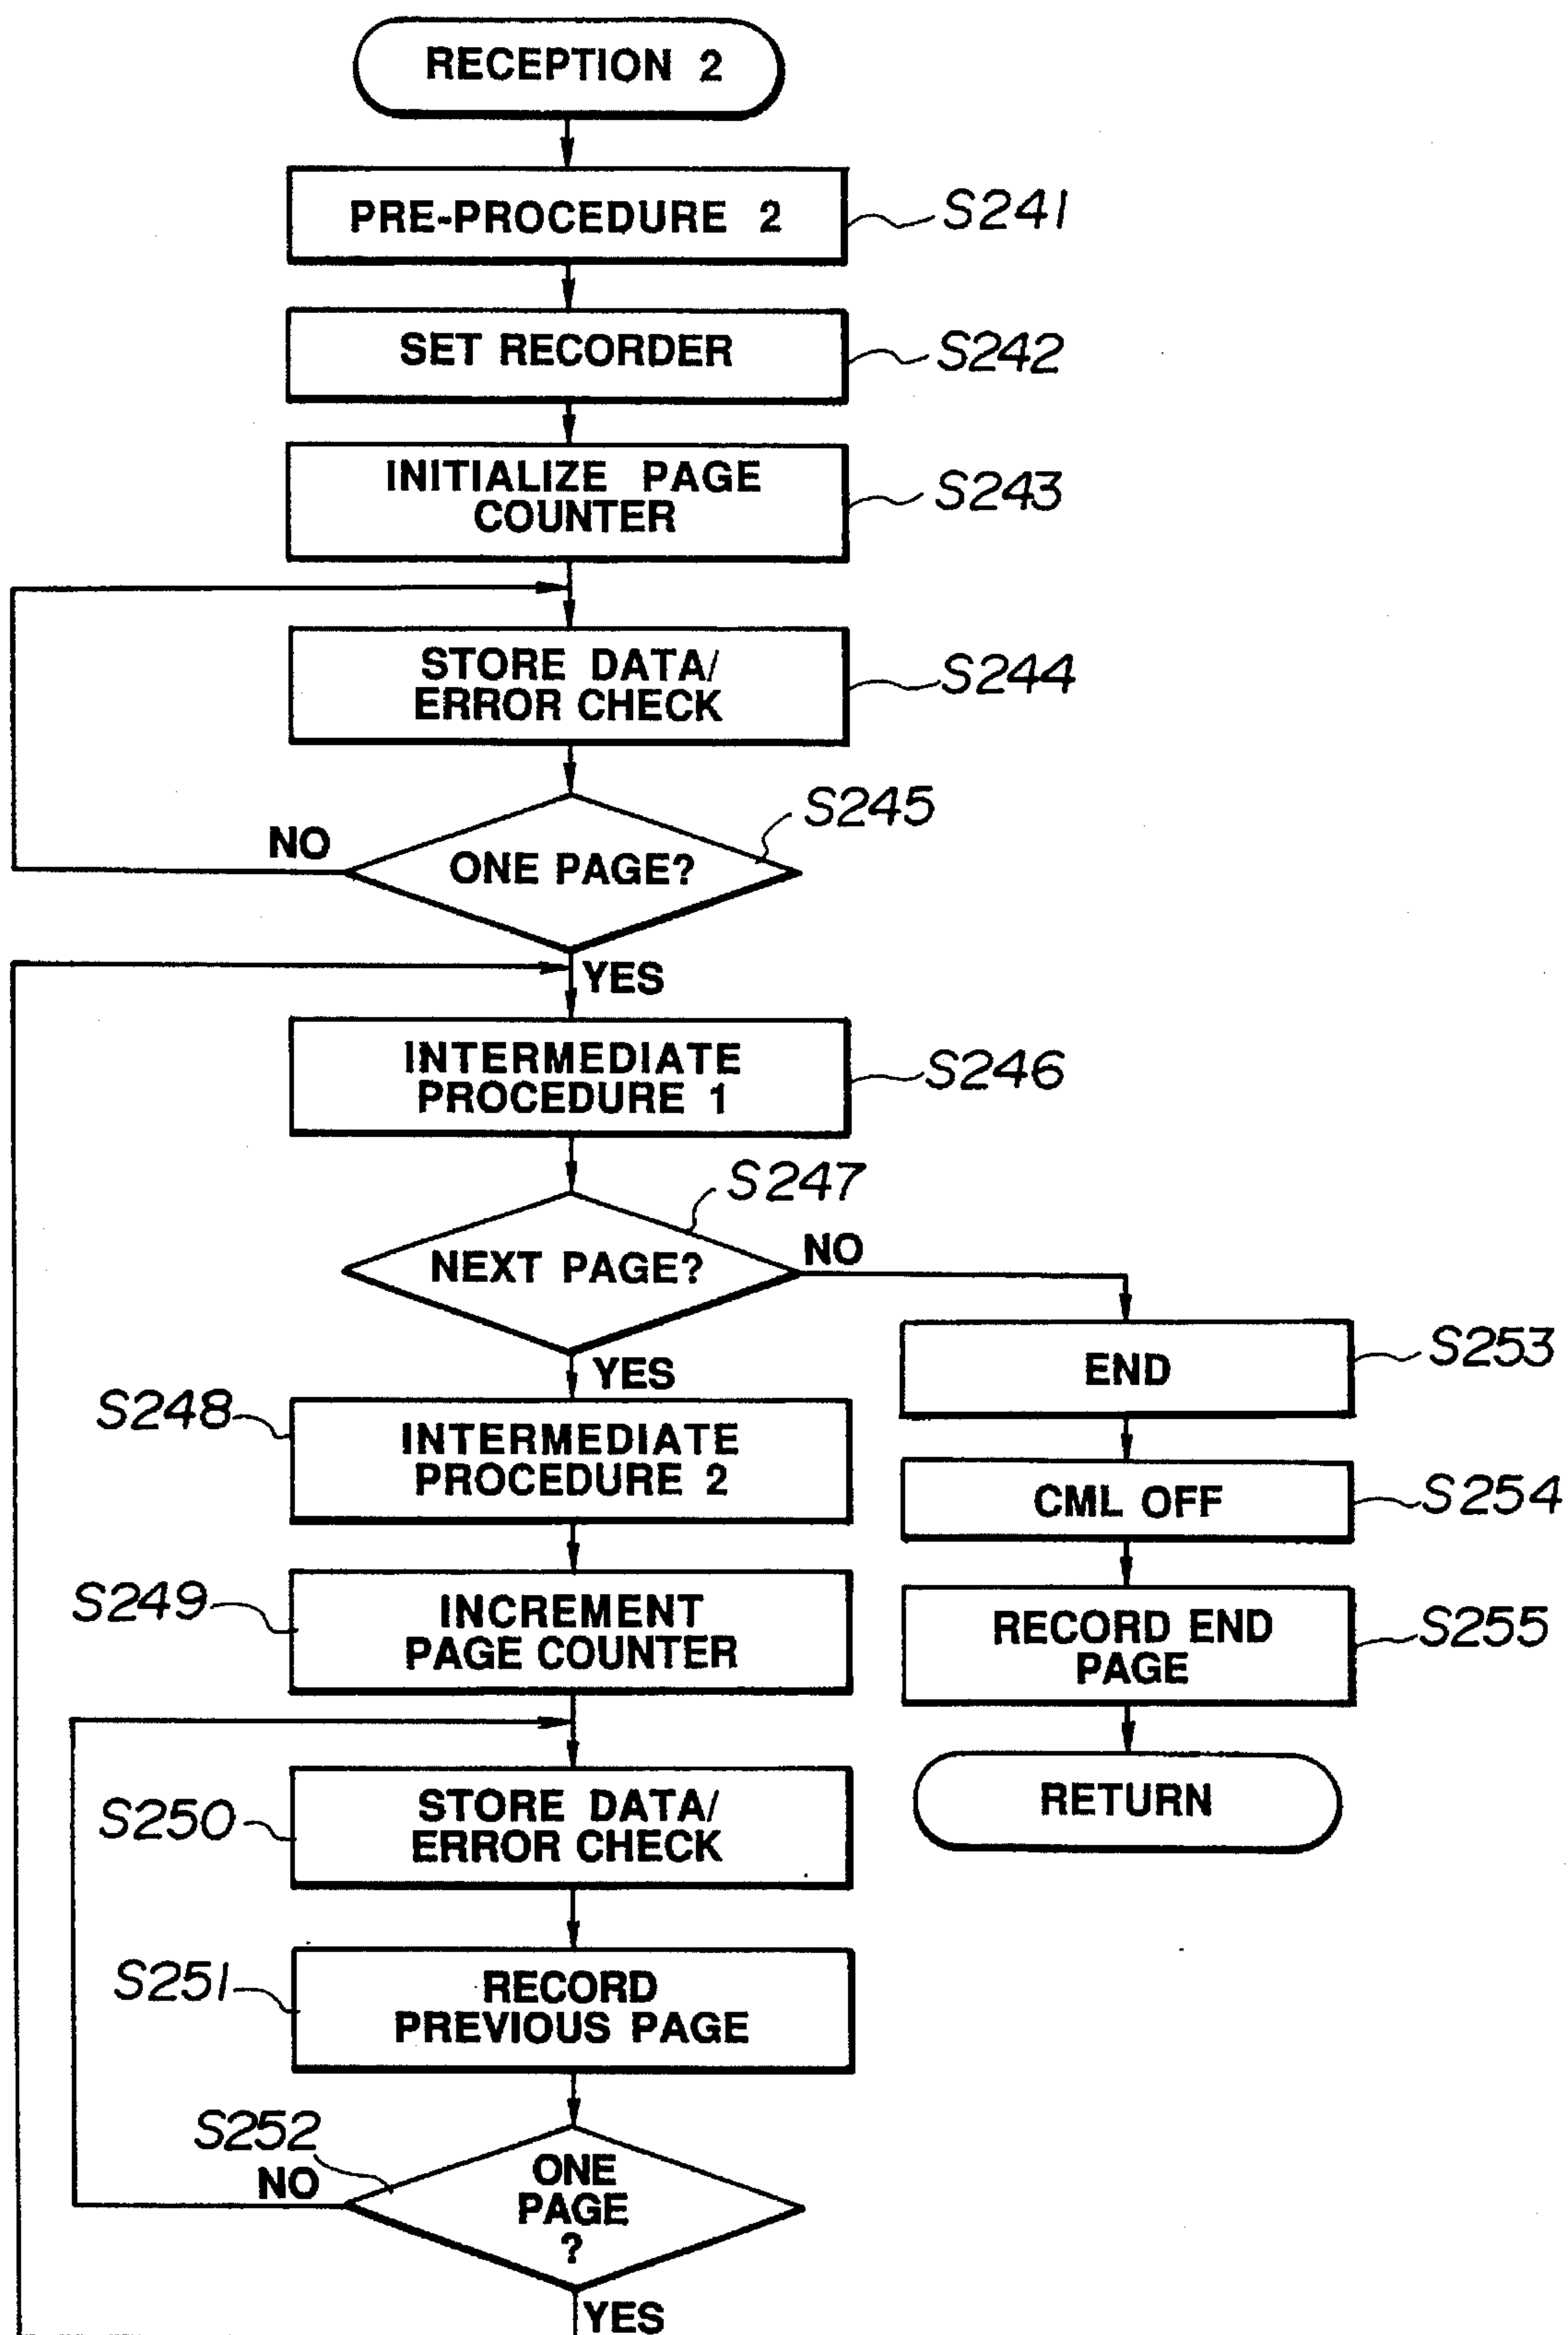 RECEPTION 2
PRE-PROCEDURE 2
S241
SET RECORDER
S242
INITIALIZE PAGE
COUNTER
S243
STORE DATA/
ERROR CHECK
S244
S245
NO
ONE PAGE?
YES
INTERMEDIATE
PROCEDURE 1
S246
S247
NEXT PAGE?
NO
YES
S248
INTERMEDIATE
PROCEDURE 2
S249
INCREMENT
PAGE COUNTER
S250
STORE DATA/
ERROR CHECK
S251
RECORD
PREVIOUS PAGE
S252
NO
ONE
PAGE
?
YES
END
S253
CML OFF
S254
RECORD END
PAGE
S255
RETURN